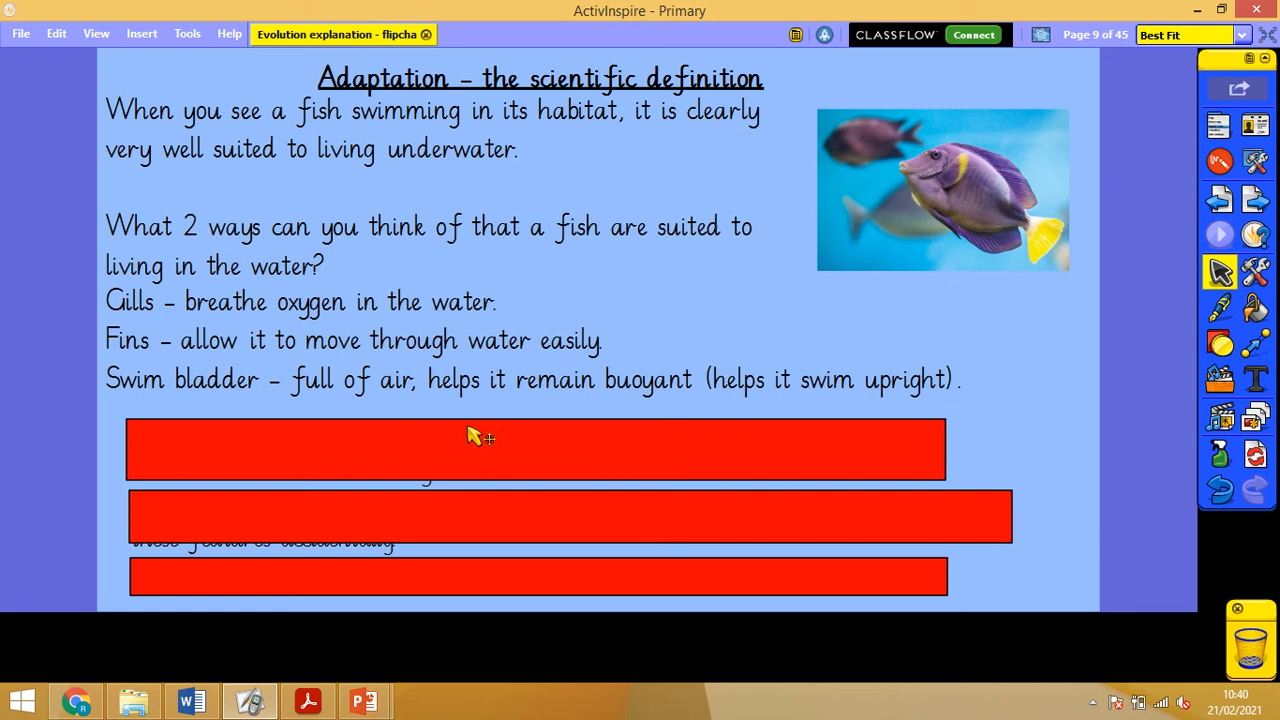 ActivInspire - Primary
File Edit View Insert Tools Help Evolution explanation - flipcha CLASSFLOW Connect Page 9 of 45 Best Fit
Adaptation – the scientific definition
When you see a fish swimming in its habitat, it is clearly
very well suited to living underwater.
What 2 ways can you think of that a fish are suited to
living in the water?
Gills – breathe oxygen in the water.
Fins – allow it to move through water easily.
Swim bladder – full of air, helps it remain buoyant (helps it swim upright).
these features accidentally.
10:40
21/02/2021